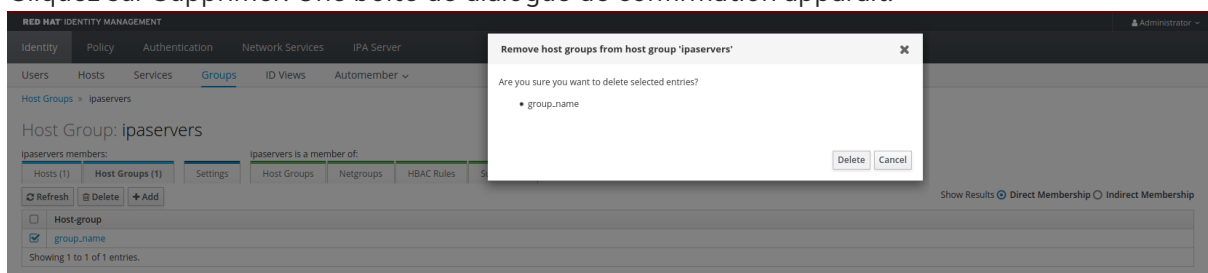 Cliquez sur Supprimer. Une boîte de dialogue de confirmation apparaît.
RED HAT IDENTITY MANAGEMENT
Administrator
Identity Policy Authentication Network Services IPA Server
Remove host groups from host group 'ipaservers'
Users Hosts Services Groups ID Views Automember
Are you sure you want to delete selected entries?
Host Groups » ipaservers
• group_name
Host Group: ipaservers
ipaservers members: ipaservers is a member of:
Delete Cancel
Hosts (1) Host Groups (1) Settings Host Groups Netgroups HBAC Rules
Refresh Delete Add
Show Results Direct Membership Indirect Membership
Host-group
group_name
Showing 1 to 1 of 1 entries.